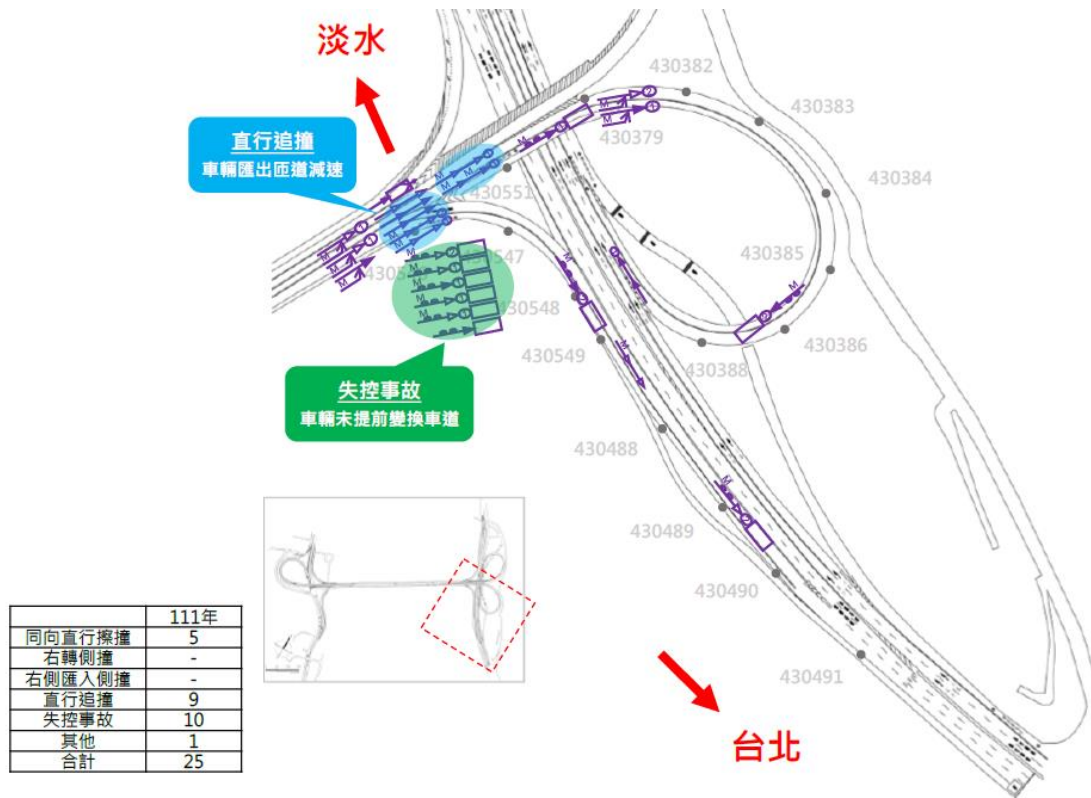 淡水
430382
430383
直行追撞
車輛匯出匝道減速
430379
430384
430551
430385
430547
430548
失控事故
車輛未提前變換車道
430549
430386
430388
430488
430489
430490
430491
台北
111年
同向直行擦撞 5
右轉側撞 -
右側匯入側撞 -
直行追撞 9
失控事故 10
其他 1
合計 25